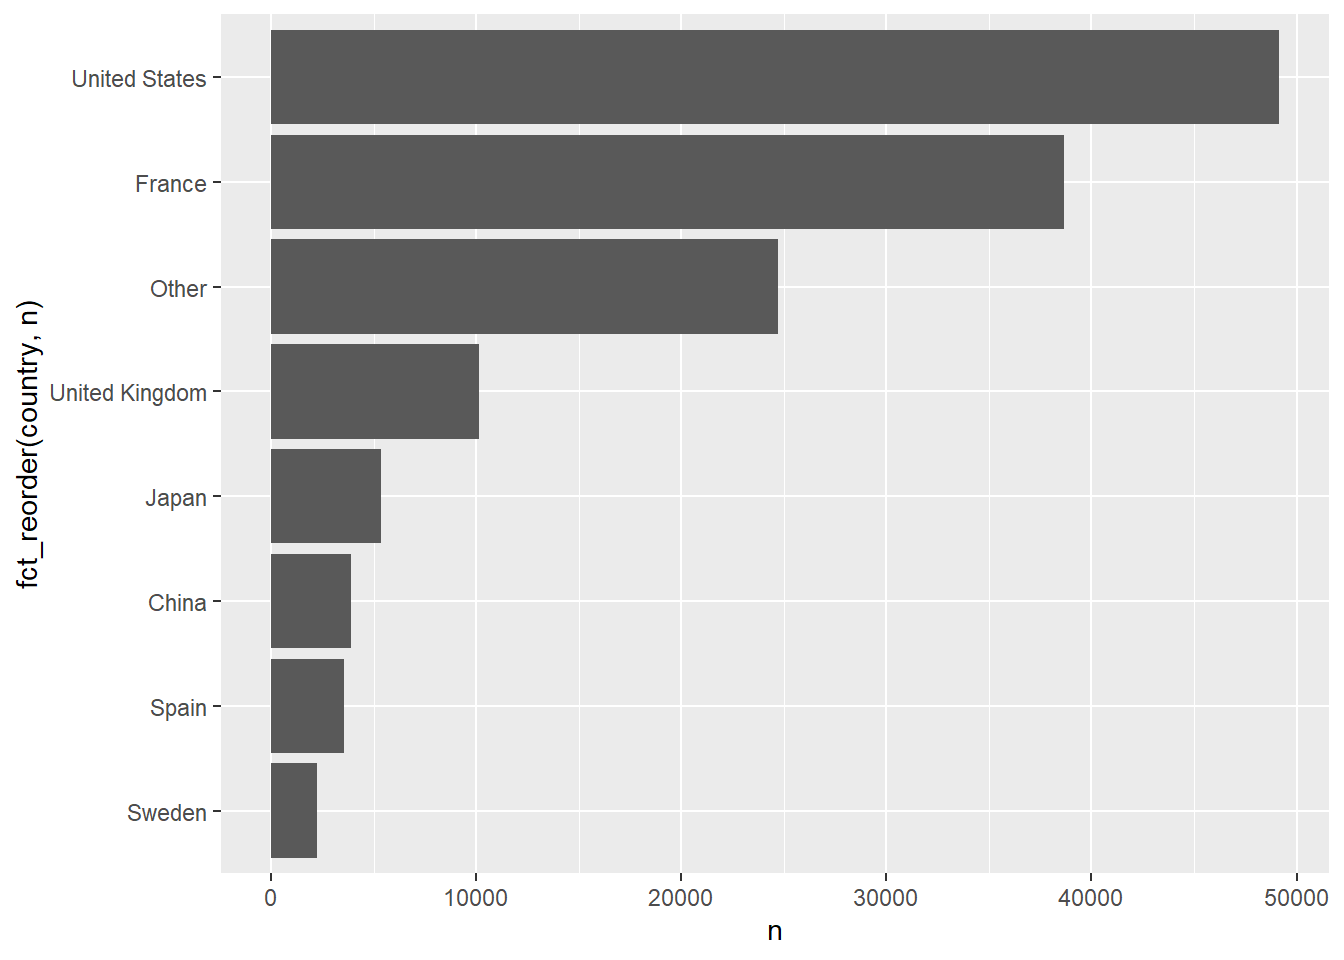 fct_reorder(country, n)
United States
France
Other
United Kingdom
Japan
China
Spain
Sweden
0 10000 20000 30000 40000 50000
n